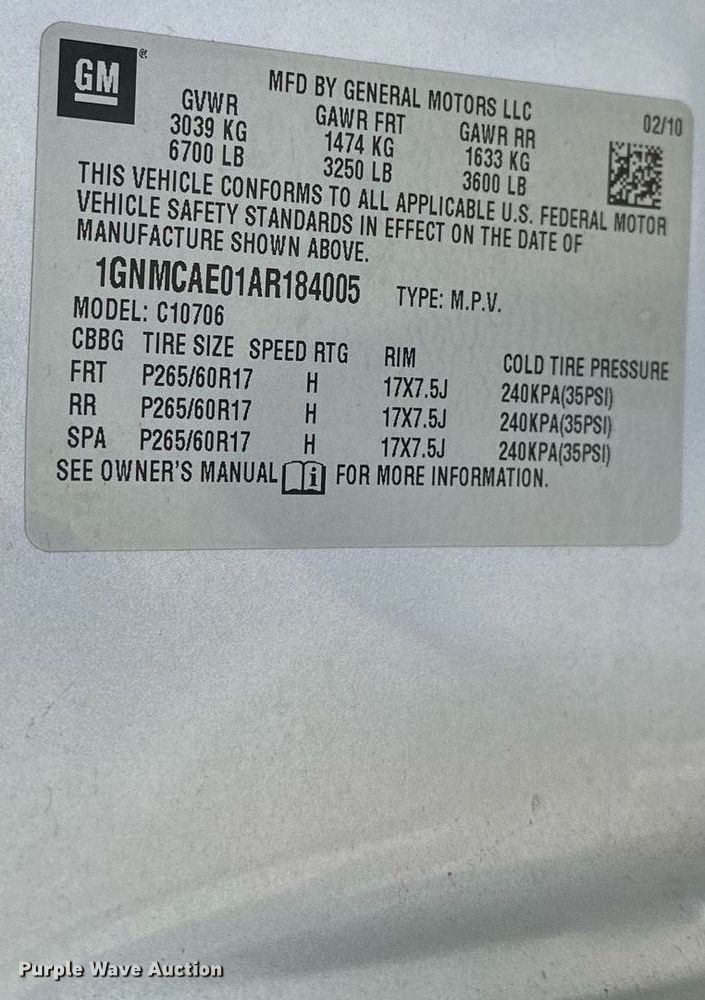 GM ®
MFD BY GENERAL MOTORS LLC
02/10
GVWR GAWR FRT GAWR RR
3039 KG 1474 KG 1633 KG
6700 LB 3250 LB 3600 LB
THIS VEHICLE CONFORMS TO ALL APPLICABLE U.S. FEDERAL MOTOR
VEHICLE SAFETY STANDARDS IN EFFECT ON THE DATE OF
MANUFACTURE SHOWN ABOVE.
1GNMCAE01AR184005 TYPE: M.P.V.
MODEL: C10706
CBBG TIRE SIZE SPEED RTG RIM COLD TIRE PRESSURE
FRT P265/60R17 H 17X7.5J 240KPA(35PSI)
RR P265/60R17 H 17X7.5J 240KPA(35PSI)
SPA P265/60R17 H 17X7.5J 240KPA(35PSI)
SEE OWNER'S MANUAL i FOR MORE INFORMATION.
Purple Wave Auction